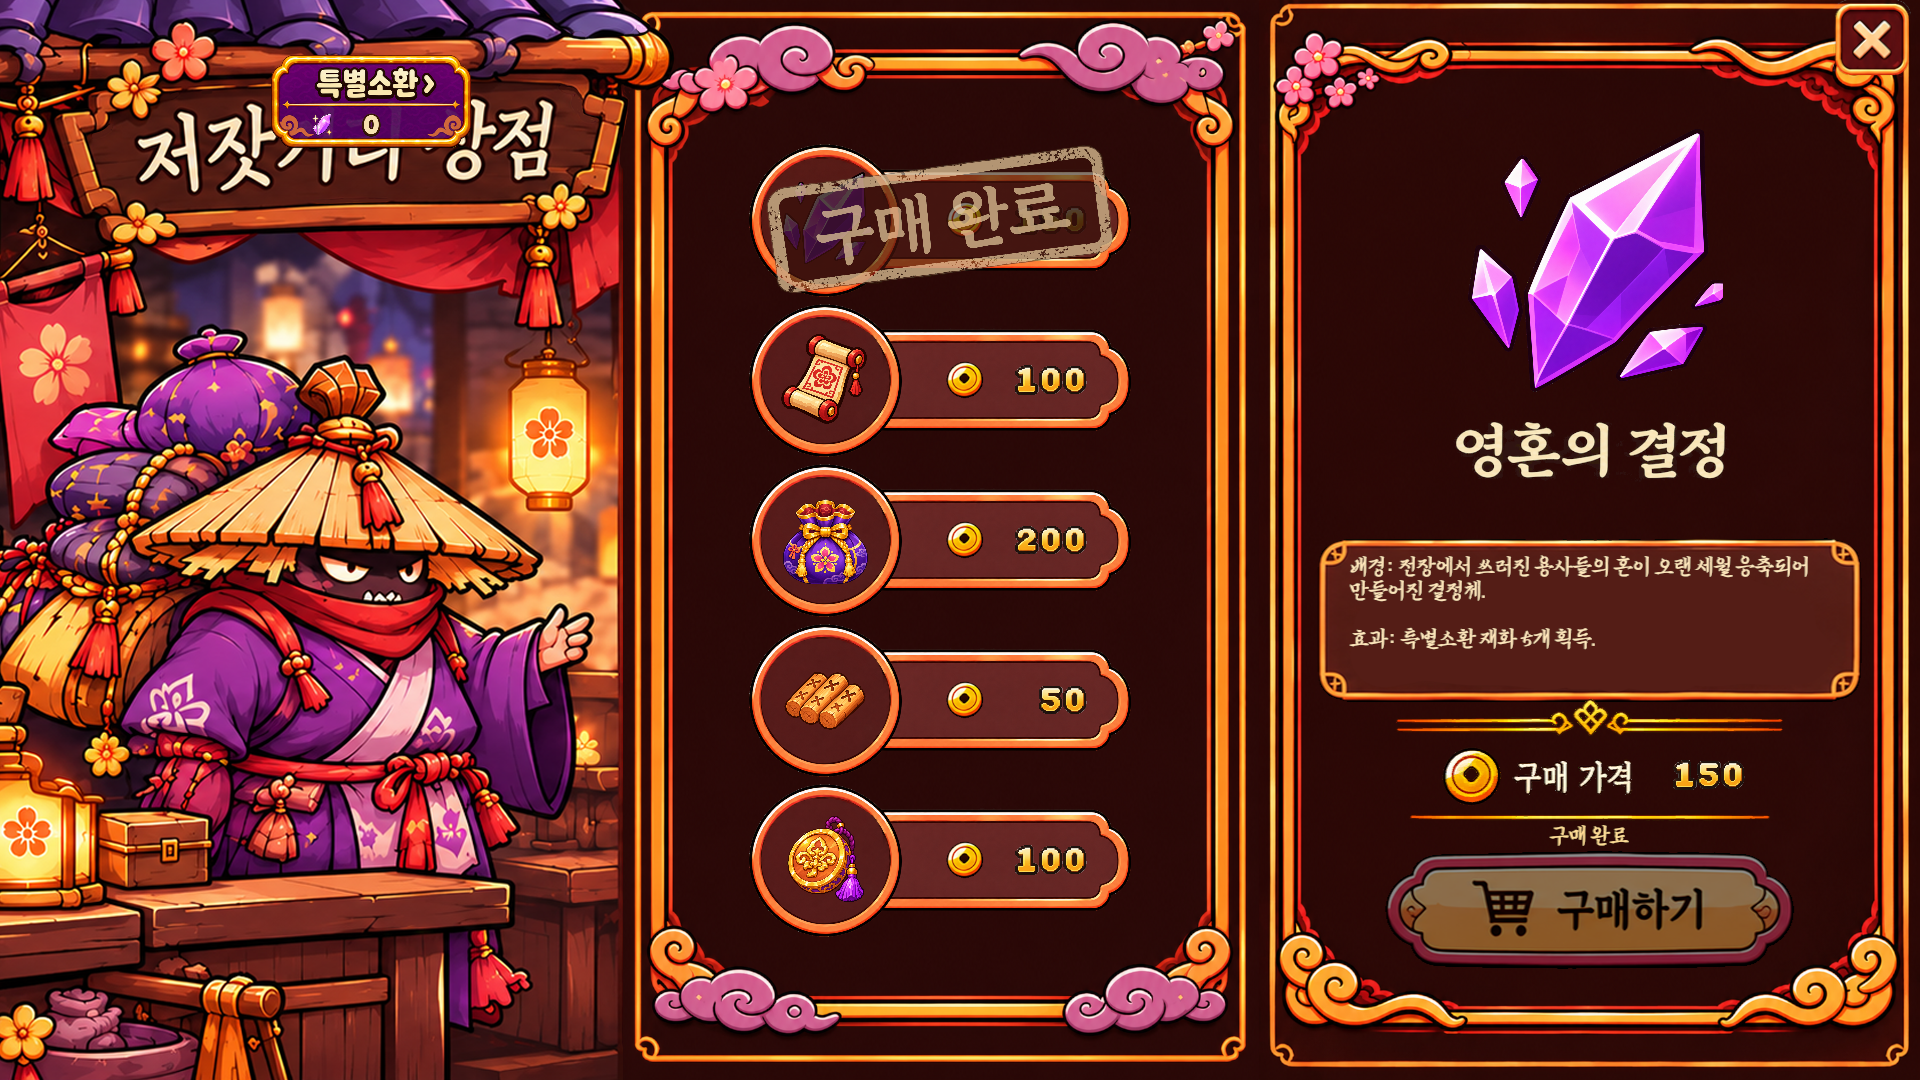 특별소환 >
0
저잣거리 상점
구매 완료
100
200
50
100
영혼의 결정
배경: 전장에서 쓰러진 용사들의 혼이 오랜 세월 응축되어
만들어진 결정체.
효과: 특별소환 재화 5개 획득.
구매 가격 150
구매 완료
구매하기